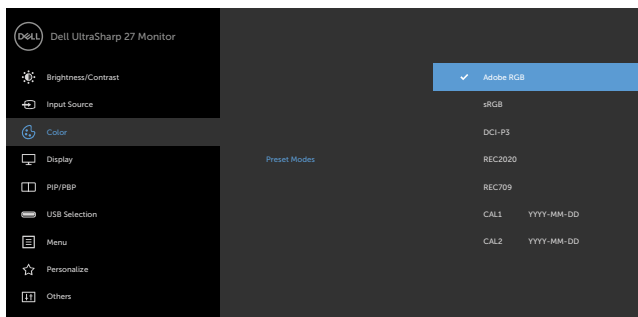 DELL Dell UltraSharp 27 Monitor
Brightness/Contrast
Adobe RGB
Input Source
sRGB
Color
DCI-P3
Display
Preset Modes
REC2020
PIP/PBP
REC709
USB Selection
CAL1 YYYY-MM-DD
Menu
CAL2 YYYY-MM-DD
Personalize
Others